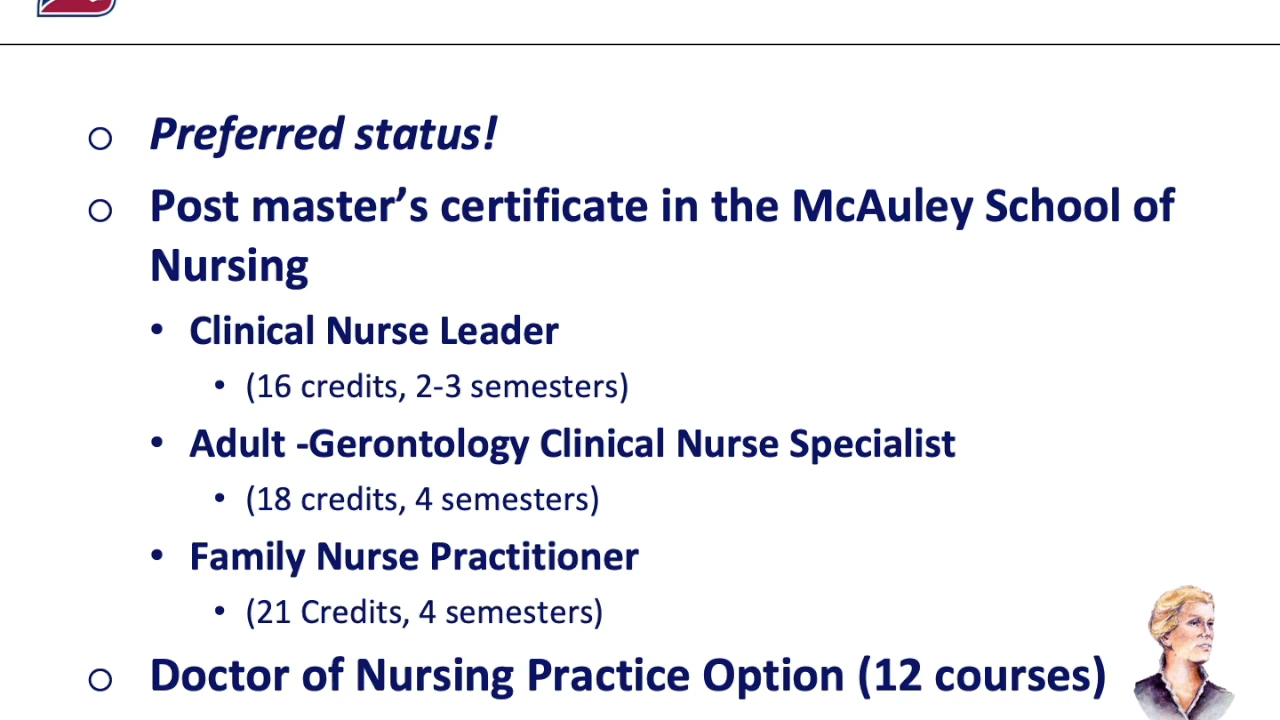 Preferred status!
Post master’s certificate in the McAuley School of
Nursing
Clinical Nurse Leader
(16 credits, 2-3 semesters)
Adult -Gerontology Clinical Nurse Specialist
(18 credits, 4 semesters)
Family Nurse Practitioner
(21 Credits, 4 semesters)
Doctor of Nursing Practice Option (12 courses)